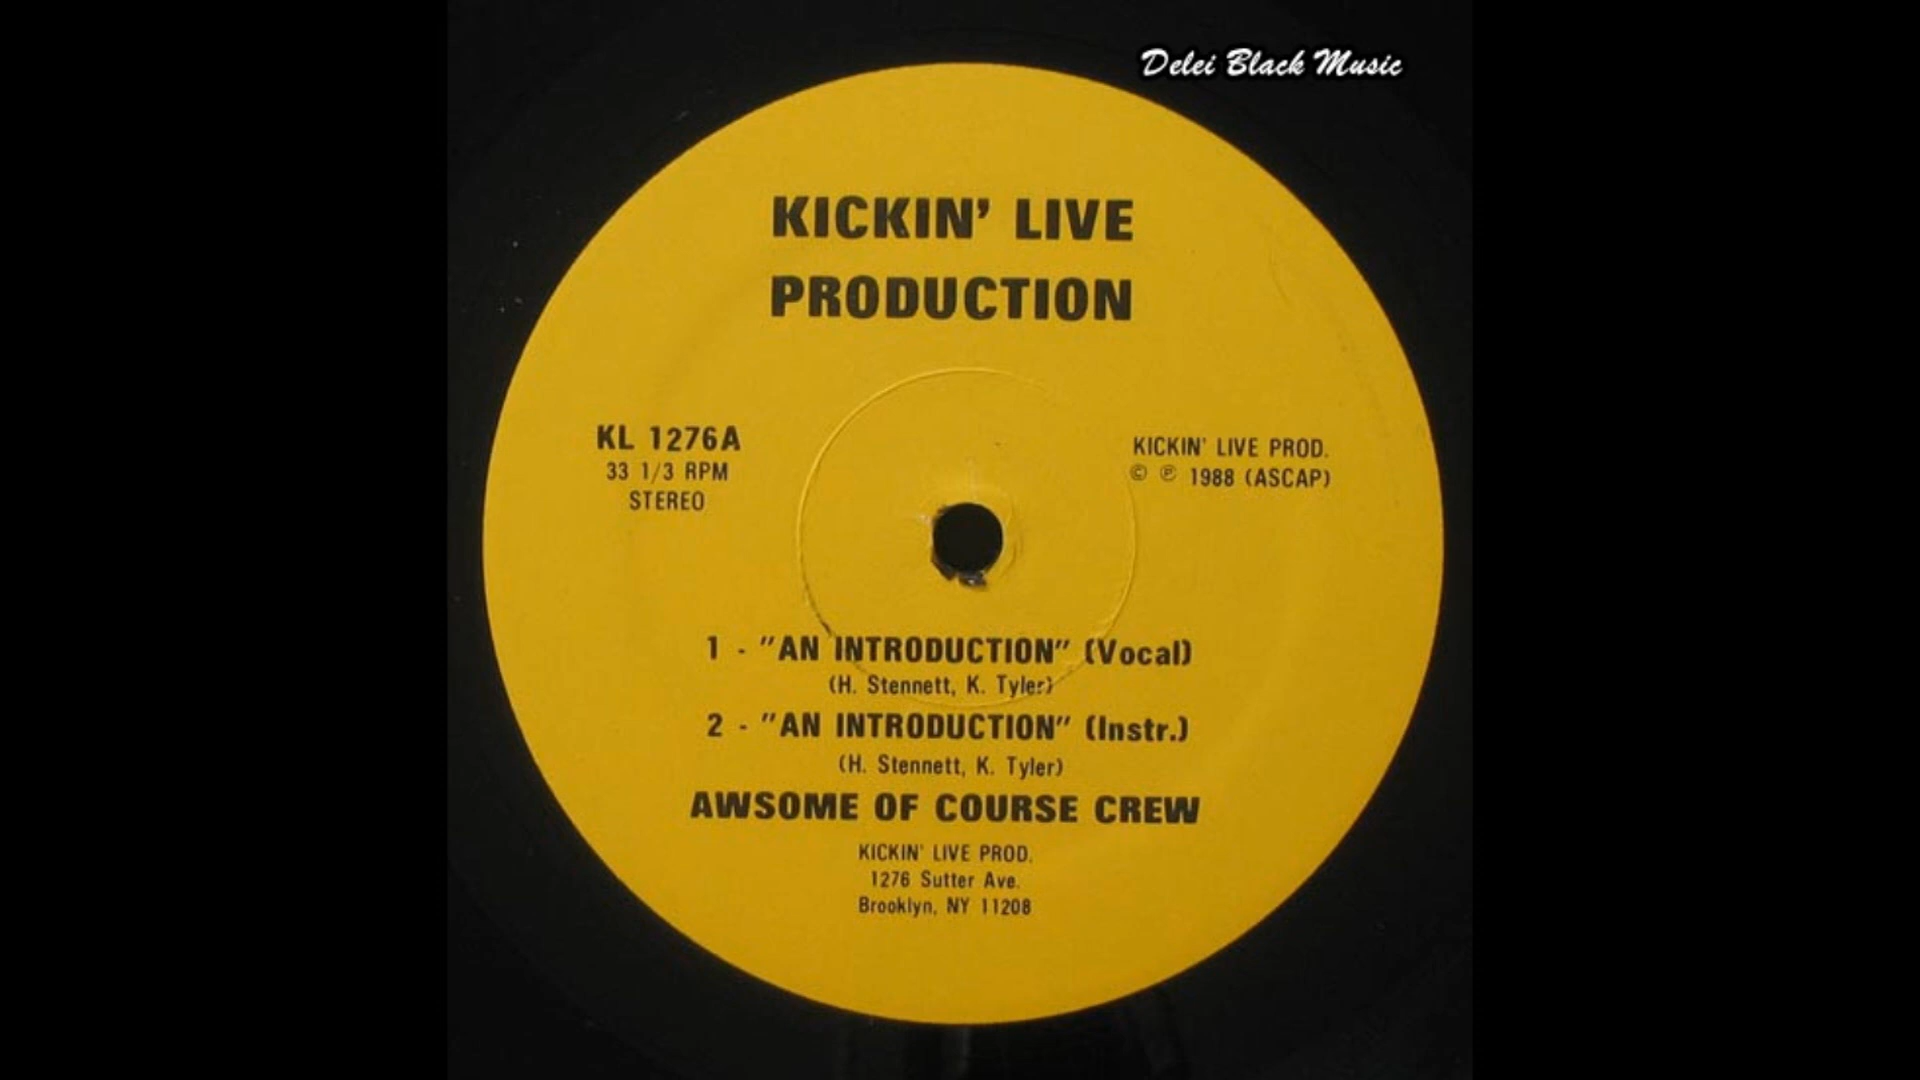 Delei Black Music
KICKIN' LIVE
PRODUCTION
KL 1276A
33 1/3 RPM
STEREO
KICKIN' LIVE PROD.
© ℗ 1988 (ASCAP)
1 - "AN INTRODUCTION" (Vocal)
(H. Stennett, K. Tyler)
2 - "AN INTRODUCTION" (Instr.)
(H. Stennett, K. Tyler)
AWSOME OF COURSE CREW
KICKIN' LIVE PROD.
1276 Sutter Ave.
Brooklyn, NY 11208